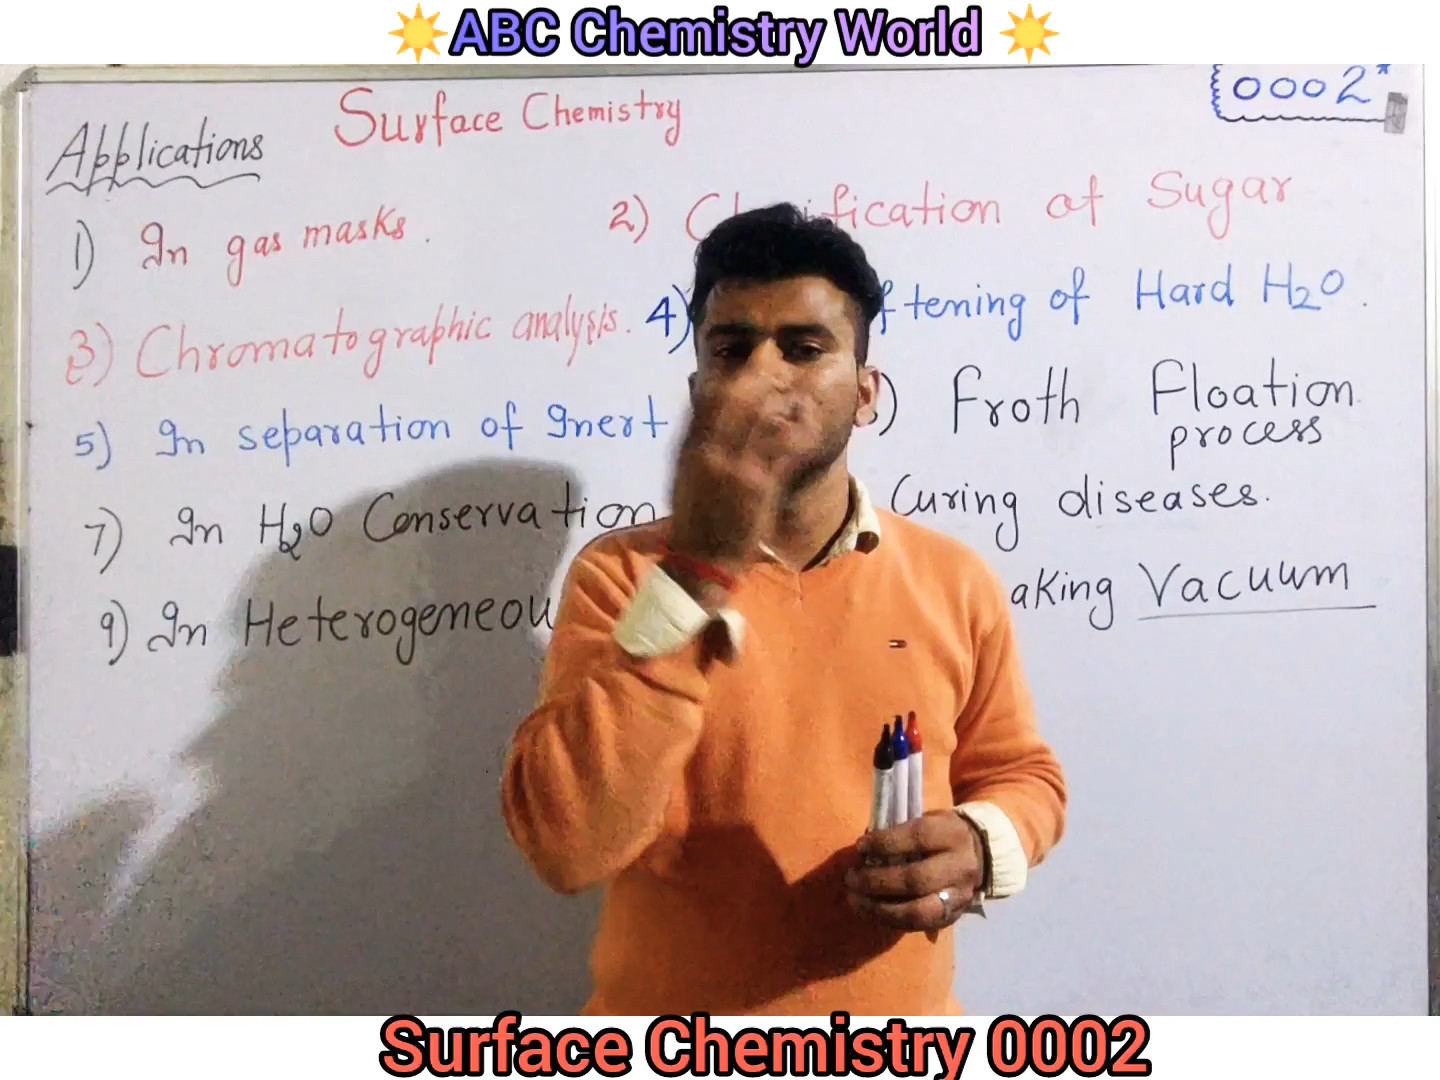 ABC Chemistry World
0002
Surface Chemistry
Applications
1) In gas masks.
2) C ification of Sugar
3) Chromatographic analysis.
4) ftening of Hard H2O.
5) In separation of Inert
) Froth Floation process
7) In H2O Conservation
Curing diseases.
9) In Heterogeneou
aking Vacuum
Surface Chemistry 0002